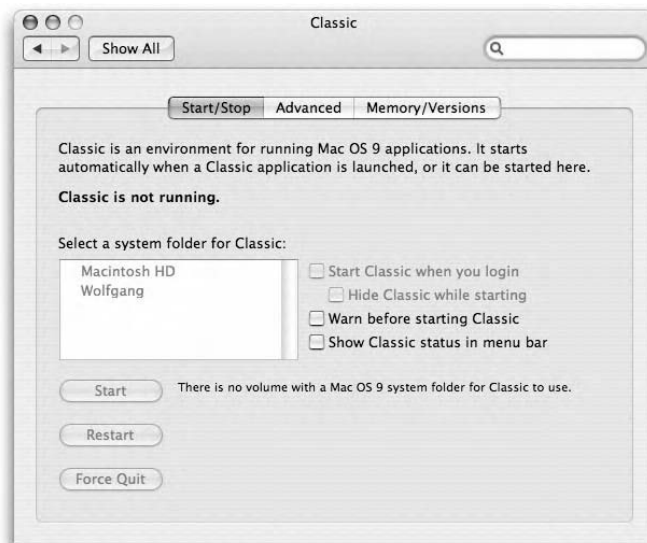 Classic
Show All
Start/Stop Advanced Memory/Versions
Classic is an environment for running Mac OS 9 applications. It starts
automatically when a Classic application is launched, or it can be started here.
Classic is not running.
Select a system folder for Classic:
Macintosh HD
Wolfgang
Start Classic when you login
Hide Classic while starting
Warn before starting Classic
Show Classic status in menu bar
Start
There is no volume with a Mac OS 9 system folder for Classic to use.
Restart
Force Quit